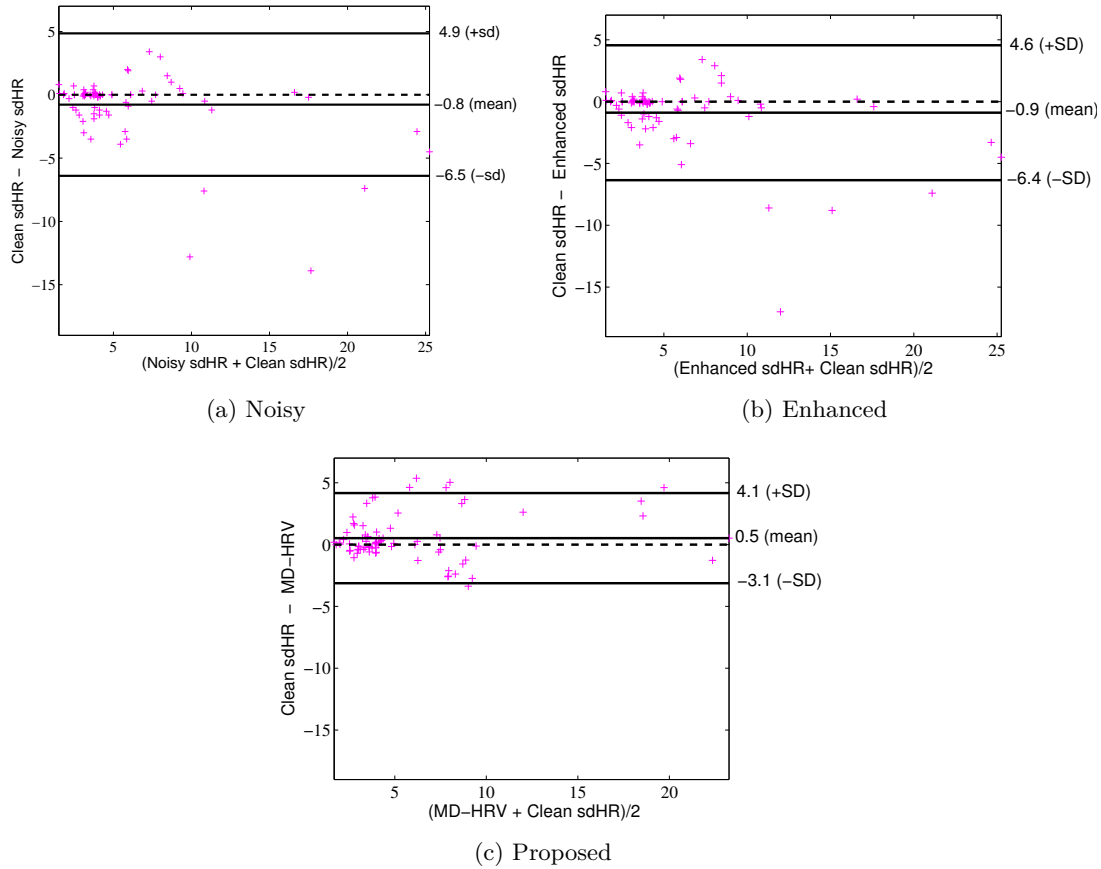 5
0
−5
−10
−15
5
10
15
20
25
Clean sdHR − Noisy sdHR
(Noisy sdHR + Clean sdHR)/2
4.9 (+sd)
−0.8 (mean)
−6.5 (−sd)
(a) Noisy
5
0
−5
−10
−15
5
10
15
20
25
Clean sdHR − Enhanced sdHR
(Enhanced sdHR+ Clean sdHR)/2
4.6 (+SD)
−0.9 (mean)
−6.4 (−SD)
(b) Enhanced
5
0
−5
−10
−15
5
10
15
20
Clean sdHR − MD−HRV
(MD−HRV + Clean sdHR)/2
4.1 (+SD)
0.5 (mean)
−3.1 (−SD)
(c) Proposed